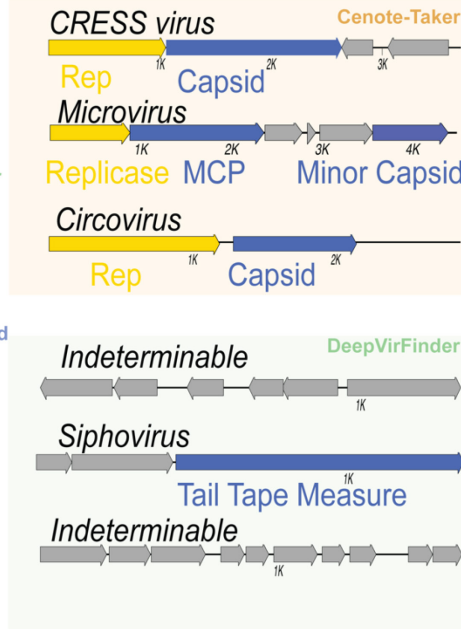 CRESS virus
Cenote-Taker
1K 2K 3K
Rep Capsid
Microvirus
1K 2K 3K 4K
Replicase MCP Minor Capsid
Circovirus
1K 2K
Rep Capsid
d
DeepVirFinder
Indeterminable
1K
Siphovirus
1K
Tail Tape Measure
Indeterminable
1K